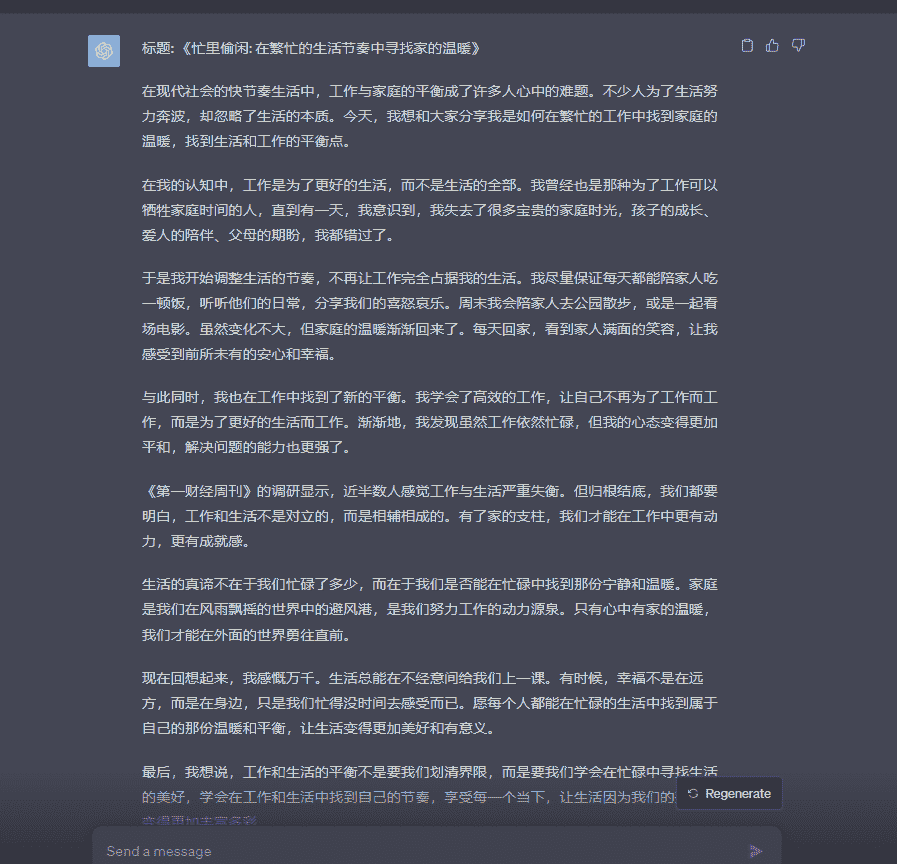 标题:《忙里偷闲: 在繁忙的生活节奏中寻找家的温暖》
在现代社会的快节奏生活中，工作与家庭的平衡成了许多人心中的难题。不少人为了生活努
力奔波，却忽略了生活的本质。今天，我想和大家分享我是如何在繁忙的工作中找到家庭的
温暖，找到生活和工作的平衡点。
在我的认知中，工作是为了更好的生活，而不是生活的全部。我曾经也是那种为了工作可以
牺牲家庭时间的人，直到有一天，我意识到，我失去了很多宝贵的家庭时光，孩子的成长、
爱人的陪伴、父母的期盼，我都错过了。
于是我开始调整生活的节奏，不再让工作完全占据我的生活。我尽量保证每天都能陪家人吃
一顿饭，听听他们的日常，分享我们的喜怒哀乐。周末我会陪家人去公园散步，或是一起看
场电影。虽然变化不大，但家庭的温暖渐渐回来了。每天回家，看到家人满面的笑容，让我
感受到前所未有的安心和幸福。
与此同时，我也在工作中找到了新的平衡。我学会了高效的工作，让自己不再为了工作而工
作，而是为了更好的生活而工作。渐渐地，我发现虽然工作依然忙碌，但我的心态变得更加
平和，解决问题的能力也更强了。
《第一财经周刊》的调研显示，近半数人感觉工作与生活严重失衡。但归根结底，我们都要
明白，工作和生活不是对立的，而是相辅相成的。有了家的支柱，我们才能在工作中更有动
力，更有成就感。
生活的真谛不在于我们忙碌了多少，而在于我们是否能在忙碌中找到那份宁静和温暖。家庭
是我们在风雨飘摇的世界中的避风港，是我们努力工作的动力源泉。只有心中有家的温暖，
我们才能在外面的世界勇往直前。
现在回想起来，我感慨万千。生活总能在不经意间给我们上一课。有时候，幸福不是在远
方，而是在身边，只是我们忙得没时间去感受而已。愿每个人都能在忙碌的生活中找到属于
自己的那份温暖和平衡，让生活变得更加美好和有意义。
最后，我想说，工作和生活的平衡不是要我们划清界限，而是要我们学会在忙碌中寻找生活
的美好，学会在工作和生活中找到自己的节奏，享受每一个当下，让生活因为我们的
Regenerate
变得更加丰富多彩
Send a message